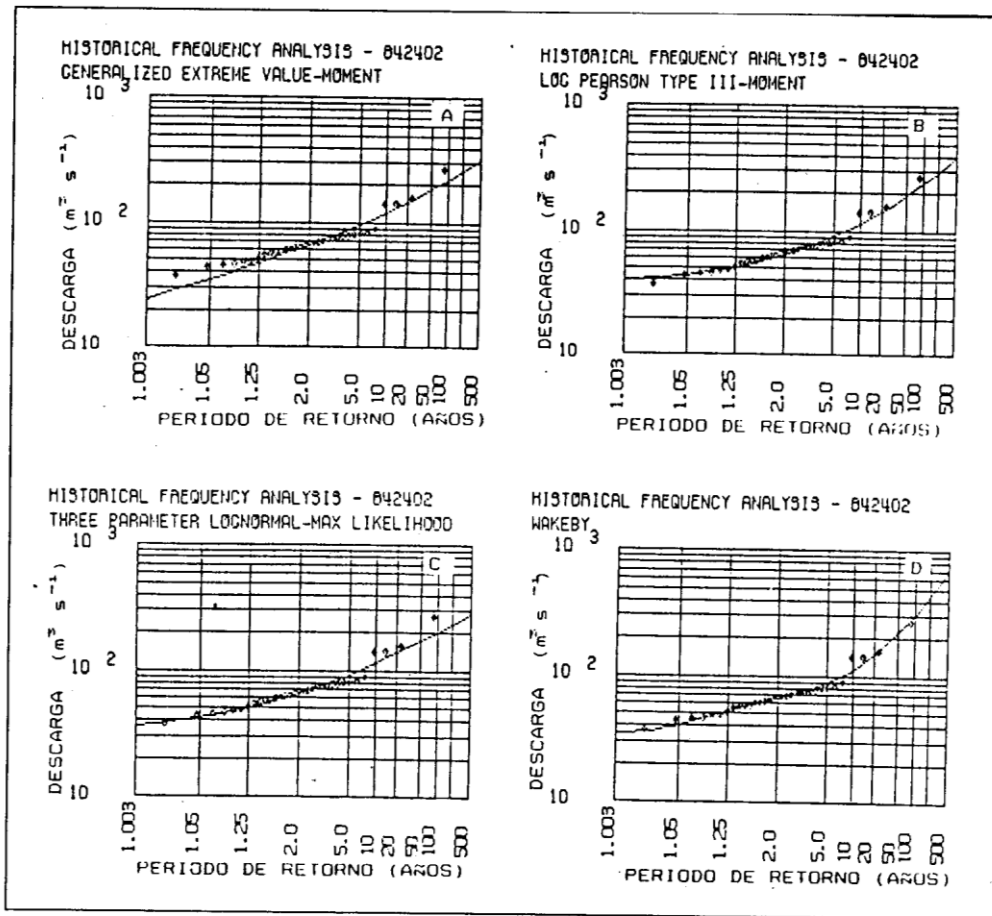 HISTORICAL FREQUENCY ANALYSIS - 842402
GENERALIZED EXTREME VALUE-MOMENT
A
10 3
10 2
10
DESCARGA (m³ s⁻¹)
1.003 1.05 1.25 2.0 5.0 10 20 50 100 500
PERIODO DE RETORNO (AÑOS)
HISTORICAL FREQUENCY ANALYSIS - 842402
LOG PEARSON TYPE III-MOMENT
B
10 3
10 2
10
DESCARGA (m³ s⁻¹)
1.003 1.05 1.25 2.0 5.0 10 20 50 100 500
PERIODO DE RETORNO (AÑOS)
HISTORICAL FREQUENCY ANALYSIS - 842402
THREE PARAMETER LOGNORMAL-MAX LIKELIHOOD
C
10 3
10 2
10
DESCARGA (m³ s⁻¹)
1.003 1.05 1.25 2.0 5.0 10 20 50 100 500
PERIODO DE RETORNO (AÑOS)
HISTORICAL FREQUENCY ANALYSIS - 842402
WAKEBY
D
10 3
10 2
10
DESCARGA (m³ s⁻¹)
1.003 1.05 1.25 2.0 5.0 10 20 50 100 500
PERIODO DE RETORNO (AÑOS)